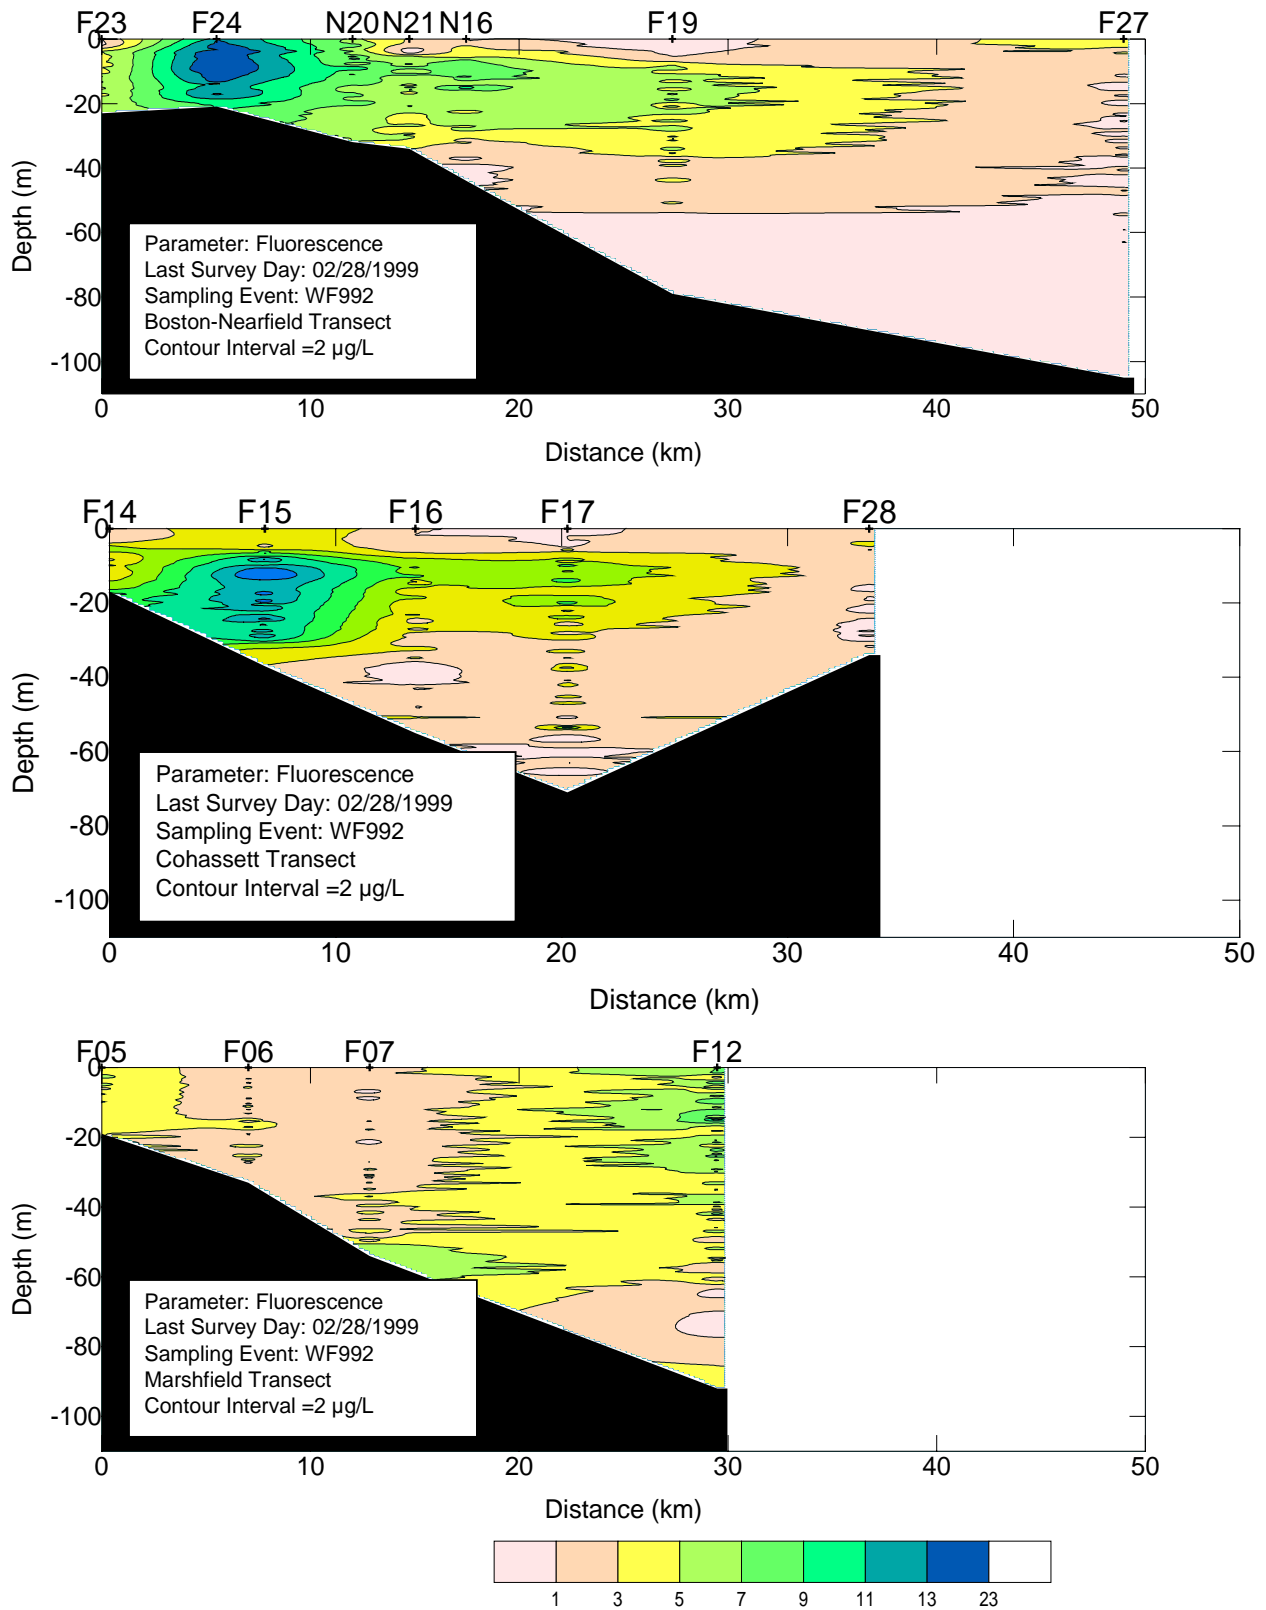 F23 F24 N20 N21 N16 F19 F27
0
-20
-40
-60
-80
-100
Depth (m)
Parameter: Fluorescence
Last Survey Day: 02/28/1999
Sampling Event: WF992
Boston-Nearfield Transect
Contour Interval =2 µg/L
0 10 20 30 40 50
Distance (km)
F14 F15 F16 F17 F28
0
-20
-40
-60
-80
-100
Depth (m)
Parameter: Fluorescence
Last Survey Day: 02/28/1999
Sampling Event: WF992
Cohassett Transect
Contour Interval =2 µg/L
0 10 20 30 40 50
Distance (km)
F05 F06 F07 F12
0
-20
-40
-60
-80
-100
Depth (m)
Parameter: Fluorescence
Last Survey Day: 02/28/1999
Sampling Event: WF992
Marshfield Transect
Contour Interval =2 µg/L
0 10 20 30 40 50
Distance (km)
1 3 5 7 9 11 13 23